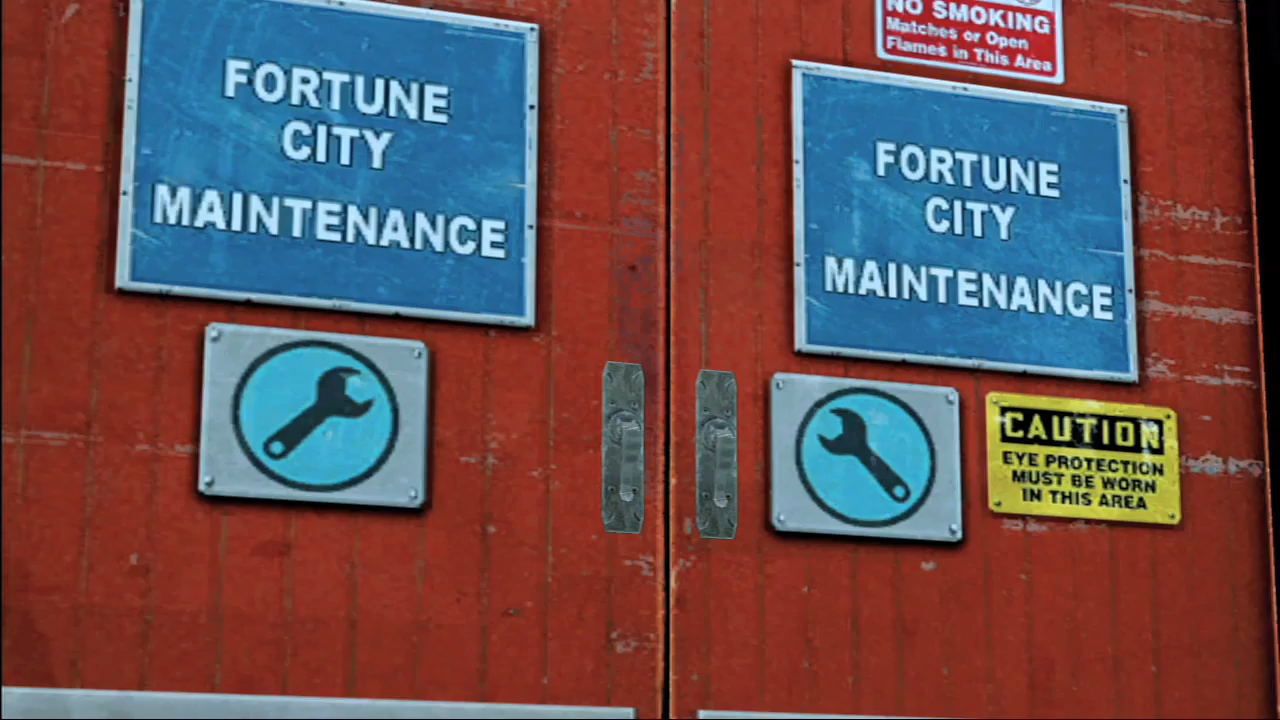 FORTUNE
CITY
MAINTENANCE
NO SMOKING
Matches or Open
Flames in This Area
FORTUNE
CITY
MAINTENANCE
CAUTION
EYE PROTECTION
MUST BE WORN
IN THIS AREA